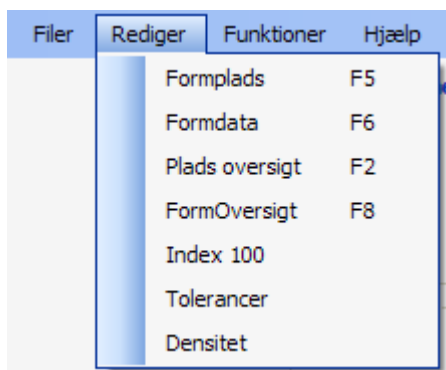 Filer Rediger Funktioner Hjælp
Formplads F5
Formdata F6
Plads oversigt F2
FormOversigt F8
Index 100
Tolerancer
Densitet